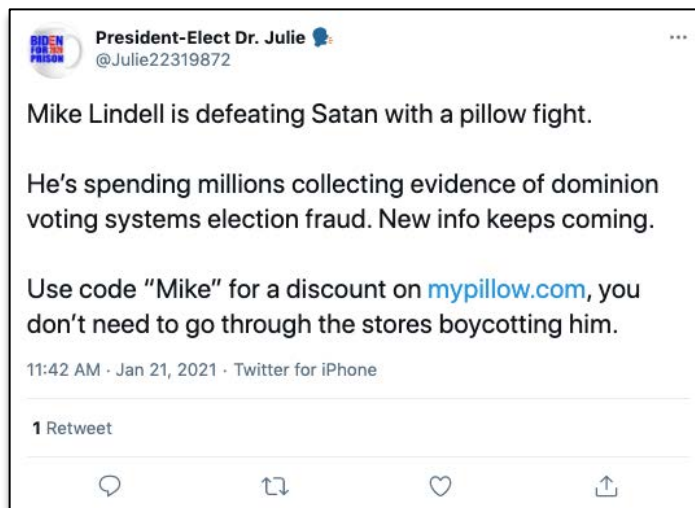 BIDEN
FOR 2020
PRISON
President-Elect Dr. Julie
@Julie22319872
Mike Lindell is defeating Satan with a pillow fight.
He’s spending millions collecting evidence of dominion
voting systems election fraud. New info keeps coming.
Use code “Mike” for a discount on mypillow.com, you
don’t need to go through the stores boycotting him.
11:42 AM · Jan 21, 2021 · Twitter for iPhone
1 Retweet